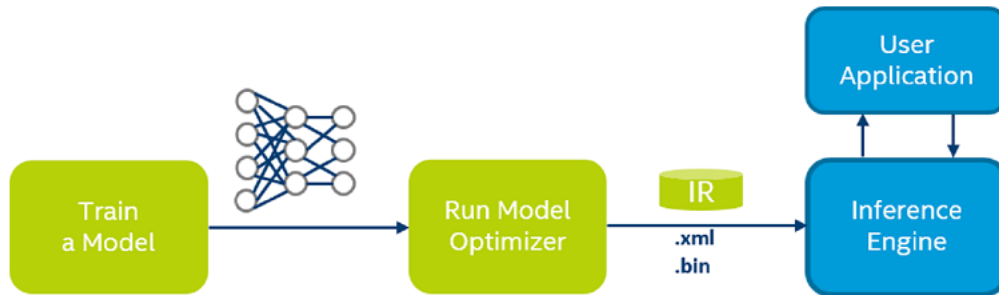 Train
a Model
Run Model
Optimizer
IR
.xml
.bin
User
Application
Inference
Engine